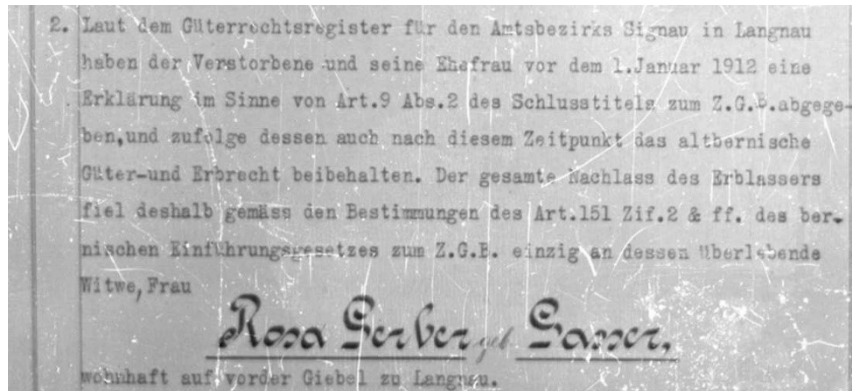 2. Laut dem Güterrechtsregister für den Amtsbezirks Signau in Langnau
haben der Verstorbene und seine Ehefrau vor dem 1.Januar 1912 eine
Erklärung im Sinne von Art.9 Abs.2 des Schlusstitels zum Z.G.B.abgege-
ben,und zufolge dessen auch nach diesem Zeitpunkt das altbernische
Güter-und Erbrecht beibehalten. Der gesamte Nachlass des Erblassers
fiel deshalb gemäss den Bestimmungen des Art.151 Zif.2 & ff. des ber-
nischen Einführungsgesetzes zum Z.G.B. einzig an dessen überlebende
Witwe,Frau
Rosa Gerber geb. Gasser,
wohnhaft auf vorder Giebel zu Langnau.